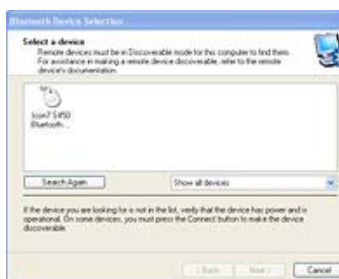 Bluetooth Device Selection
Select a device
Remote devices must be in Discoverable mode for this computer to find them.
For assistance in making a remote device discoverable, refer to the remote
device's documentation.
Icon7 S450
Bluetooth ...
Search Again
Show all devices
If the device you are looking for is not in the list, verify that the device has power and is
operational. On some devices, you must press the Connect button to make the device
discoverable.
< Back
Next >
Cancel